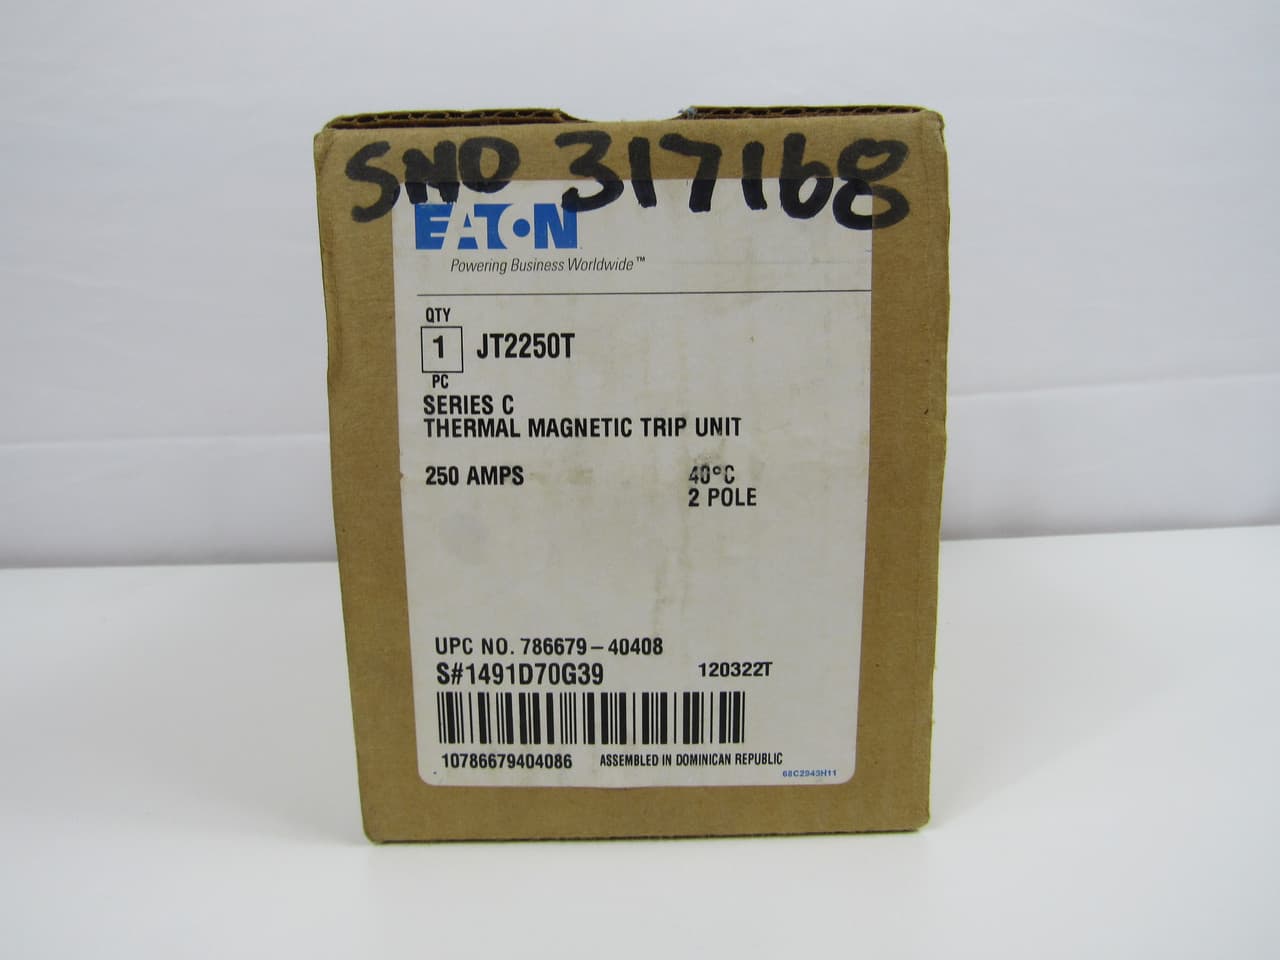 SNO 317168
EATON
Powering Business Worldwide™
QTY
1 JT2250T
PC
SERIES C
THERMAL MAGNETIC TRIP UNIT
250 AMPS 40°C
2 POLE
UPC NO. 786679-40408
S#1491D70G39 120322T
10786679404086 ASSEMBLED IN DOMINICAN REPUBLIC
68C2943H11